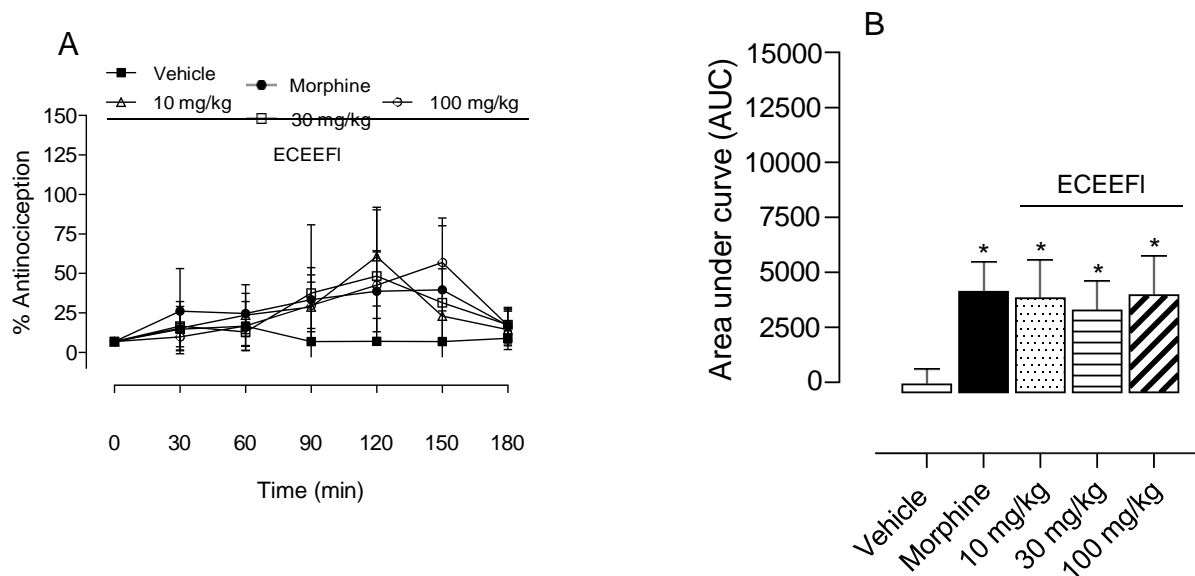 A
Vehicle
Morphine
10 mg/kg
100 mg/kg
30 mg/kg
ECEEFI
150
125
100
75
50
25
0
% Antinociception
0 30 60 90 120 150 180
Time (min)
B
15000
12500
10000
7500
5000
2500
0
Area under curve (AUC)
ECEEFI
* * * *
Vehicle
Morphine
10 mg/kg
30 mg/kg
100 mg/kg